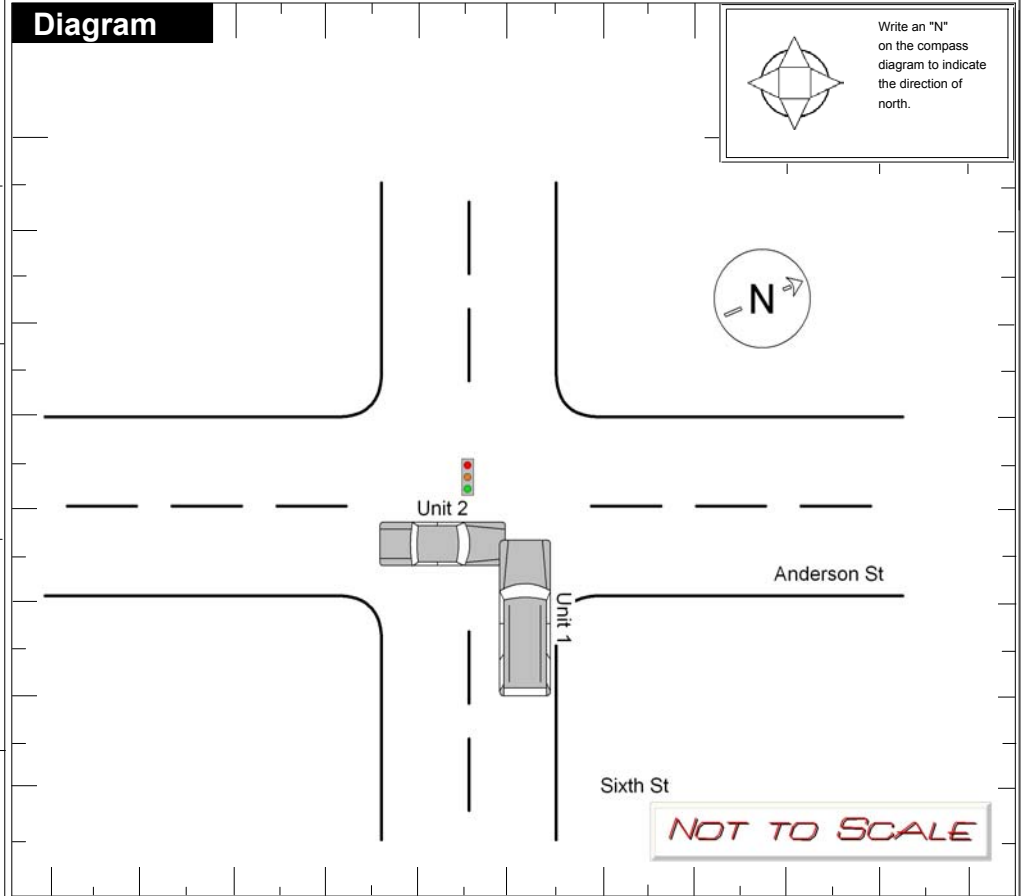 Diagram
Write an "N"
on the compass
diagram to indicate
the direction of
north.
N
Unit 2
Anderson St
Unit 1
Sixth St
NOT TO SCALE